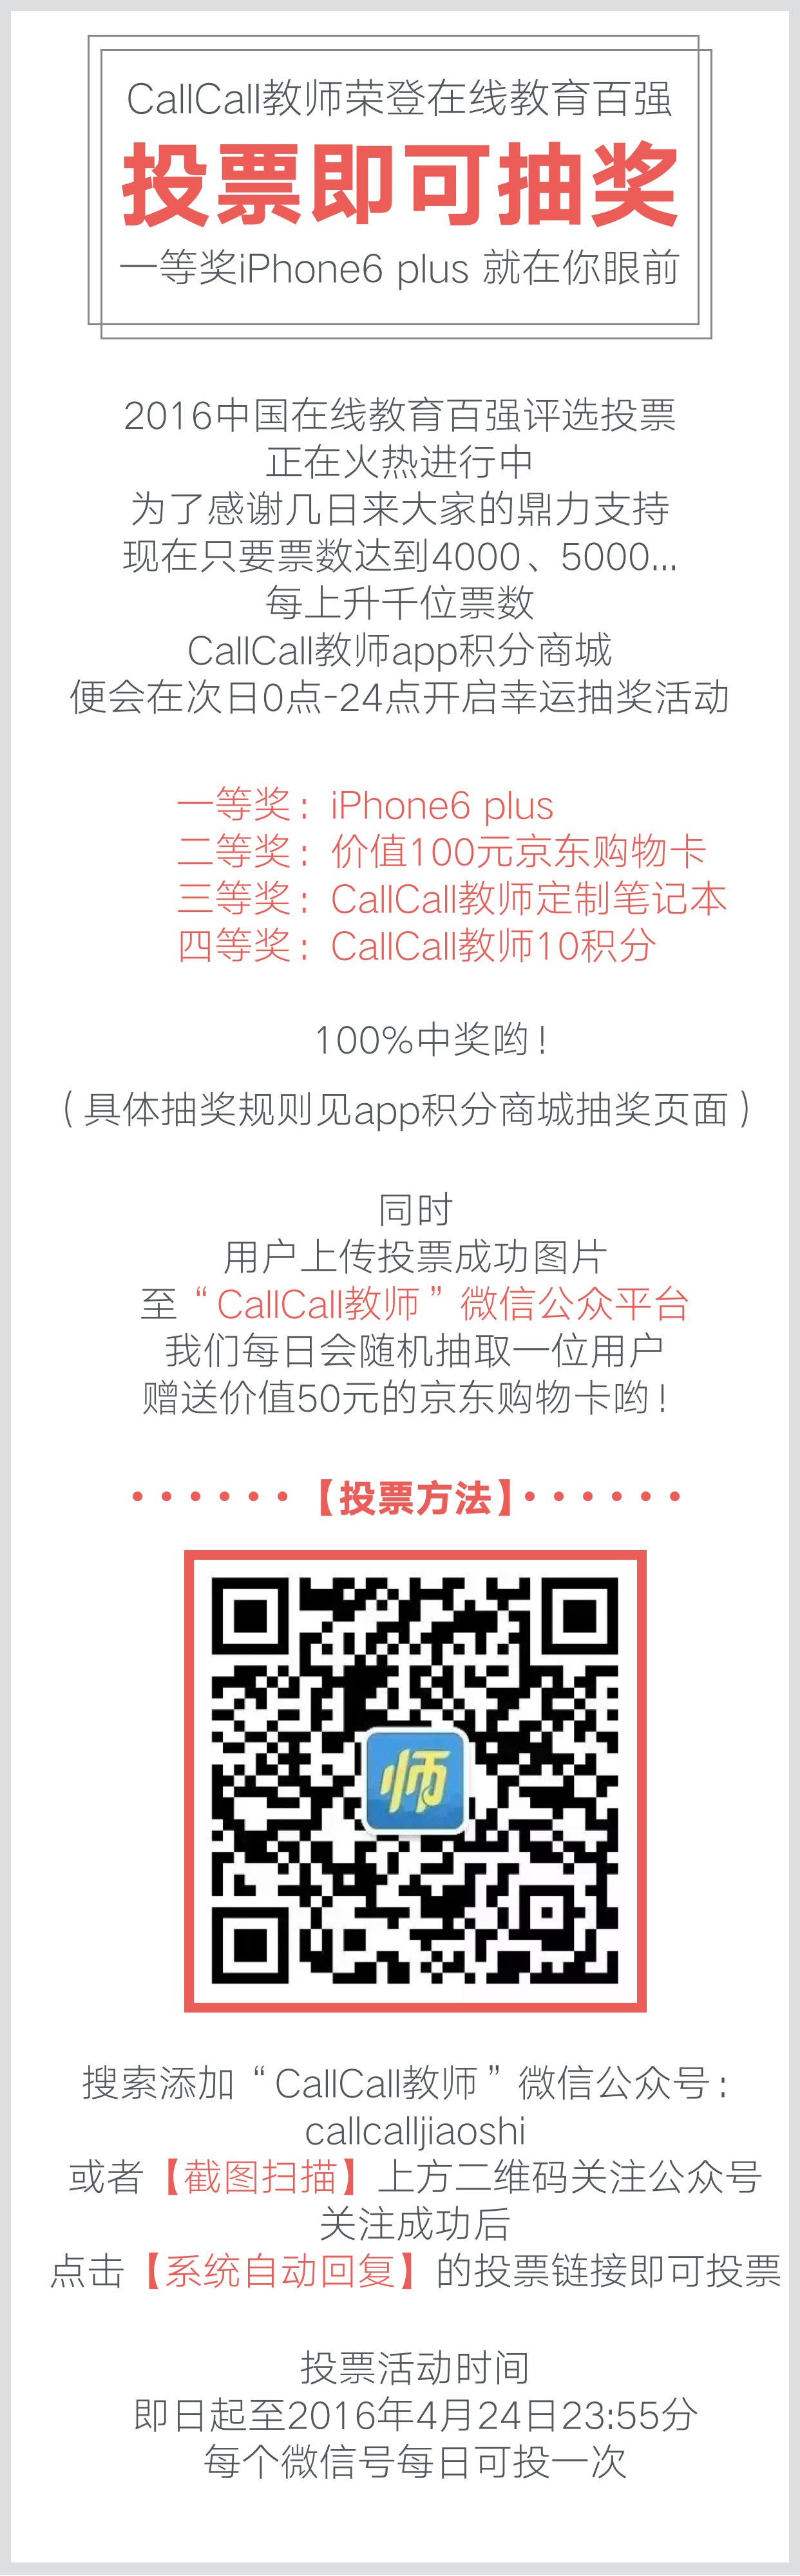 CallCall教师荣登在线教育百强
投票即可抽奖
一等奖iPhone6 plus 就在你眼前
2016中国在线教育百强评选投票
正在火热进行中
为了感谢几日来大家的鼎力支持
现在只要票数达到4000、5000...
每上升千位票数
CallCall教师app积分商城
便会在次日0点-24点开启幸运抽奖活动
一等奖：iPhone6 plus
二等奖：价值100元京东购物卡
三等奖：CallCall教师定制笔记本
四等奖：CallCall教师10积分
100%中奖哟！
（具体抽奖规则见app积分商城抽奖页面）
同时
用户上传投票成功图片
至“CallCall教师”微信公众平台
我们每日会随机抽取一位用户
赠送价值50元的京东购物卡哟！
······【投票方法】······
师
搜索添加“CallCall教师”微信公众号：
callcalljiaoshi
或者【截图扫描】上方二维码关注公众号
关注成功后
点击【系统自动回复】的投票链接即可投票
投票活动时间
即日起至2016年4月24日23:55分
每个微信号每日可投一次